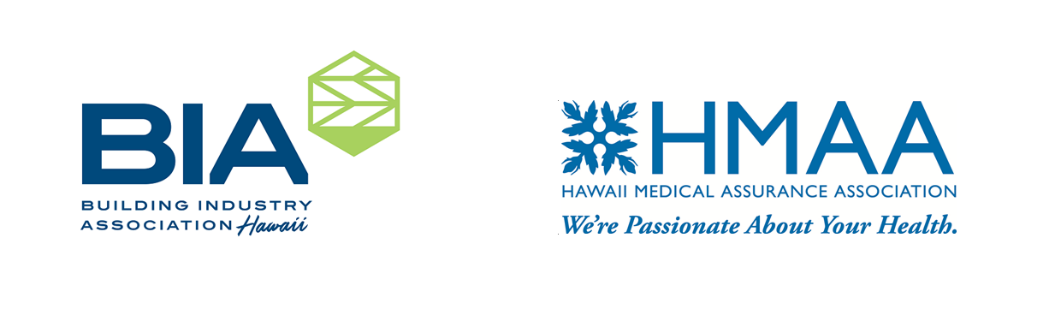 BIA
BUILDING INDUSTRY
ASSOCIATION Hawaii
HMAA
HAWAII MEDICAL ASSURANCE ASSOCIATION
We're Passionate About Your Health.